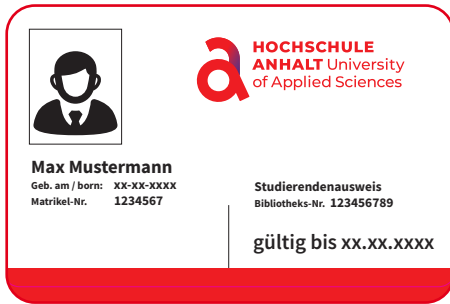 HOCHSCHULE
ANHALT University
of Applied Sciences
Max Mustermann
Geb. am / born: xx-xx-xxxx
Matrikel-Nr. 1234567
Studierendenausweis
Bibliotheks-Nr. 123456789
gültig bis xx.xx.xxxx